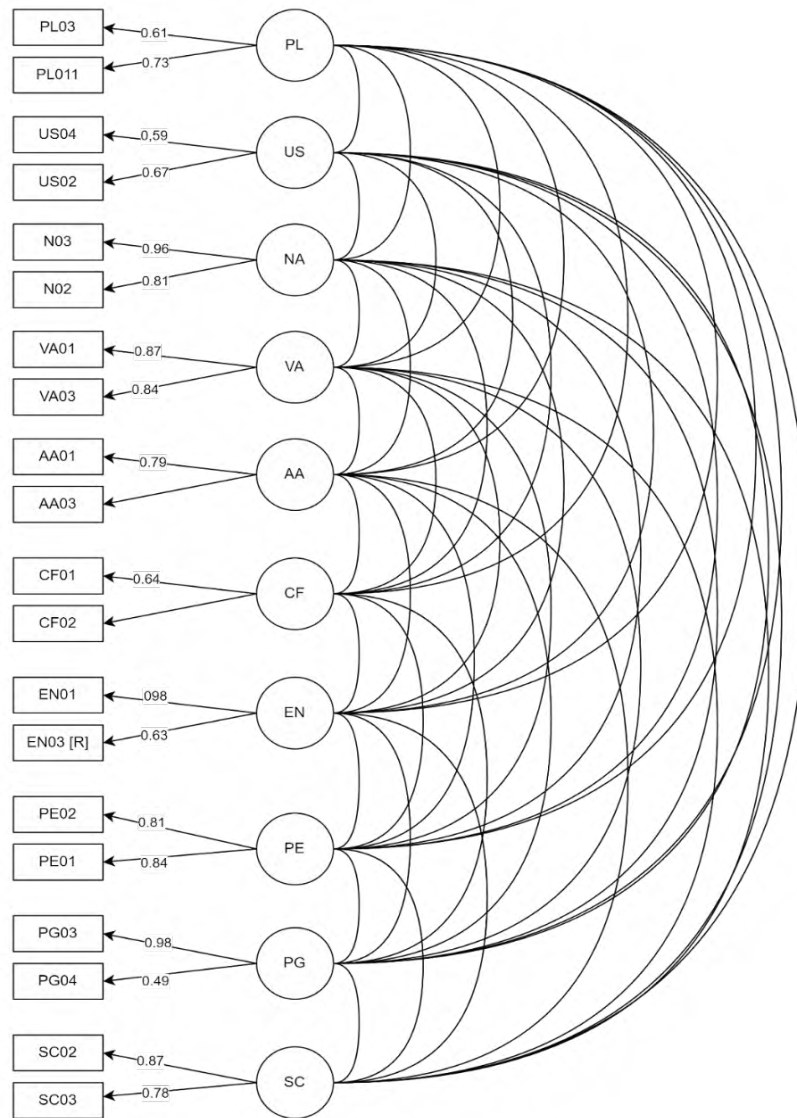 PL03
0.61
PL
PL011
0.73
US04
0,59
US
US02
0.67
N03
0.96
NA
N02
0.81
VA01
0.87
VA
VA03
0.84
AA01
0.79
AA
AA03
CF01
0.64
CF
CF02
EN01
098
EN
EN03 [R]
0.63
PE02
0.81
PE
PE01
0.84
PG03
0.98
PG
PG04
0.49
SC02
0.87
SC
SC03
0.78